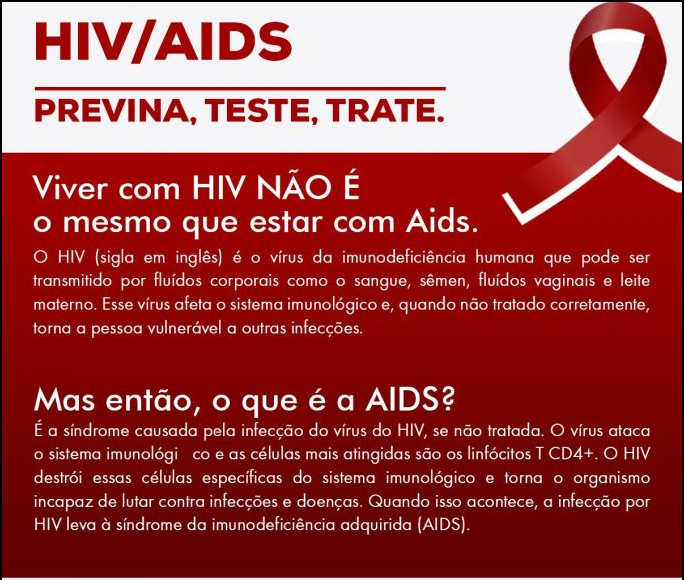 HIV/AIDS
PREVINA, TESTE, TRATE.
Viver com HIV NÃO É
o mesmo que estar com Aids.
O HIV (sigla em inglês) é o vírus da imunodeficiência humana que pode ser
transmitido por fluídos corporais como o sangue, sêmen, fluídos vaginais e leite
materno. Esse vírus afeta o sistema imunológico e, quando não tratado corretamente,
torna a pessoa vulnerável a outras infecções.
Mas então, o que é a AIDS?
É a síndrome causada pela infecção do vírus do HIV, se não tratada. O vírus ataca
o sistema imunológi co e as células mais atingidas são os linfócitos T CD4+. O HIV
destrói essas células específicas do sistema imunológico e torna o organismo
incapaz de lutar contra infecções e doenças. Quando isso acontece, a infecção por
HIV leva à síndrome da imunodeficiência adquirida (AIDS).